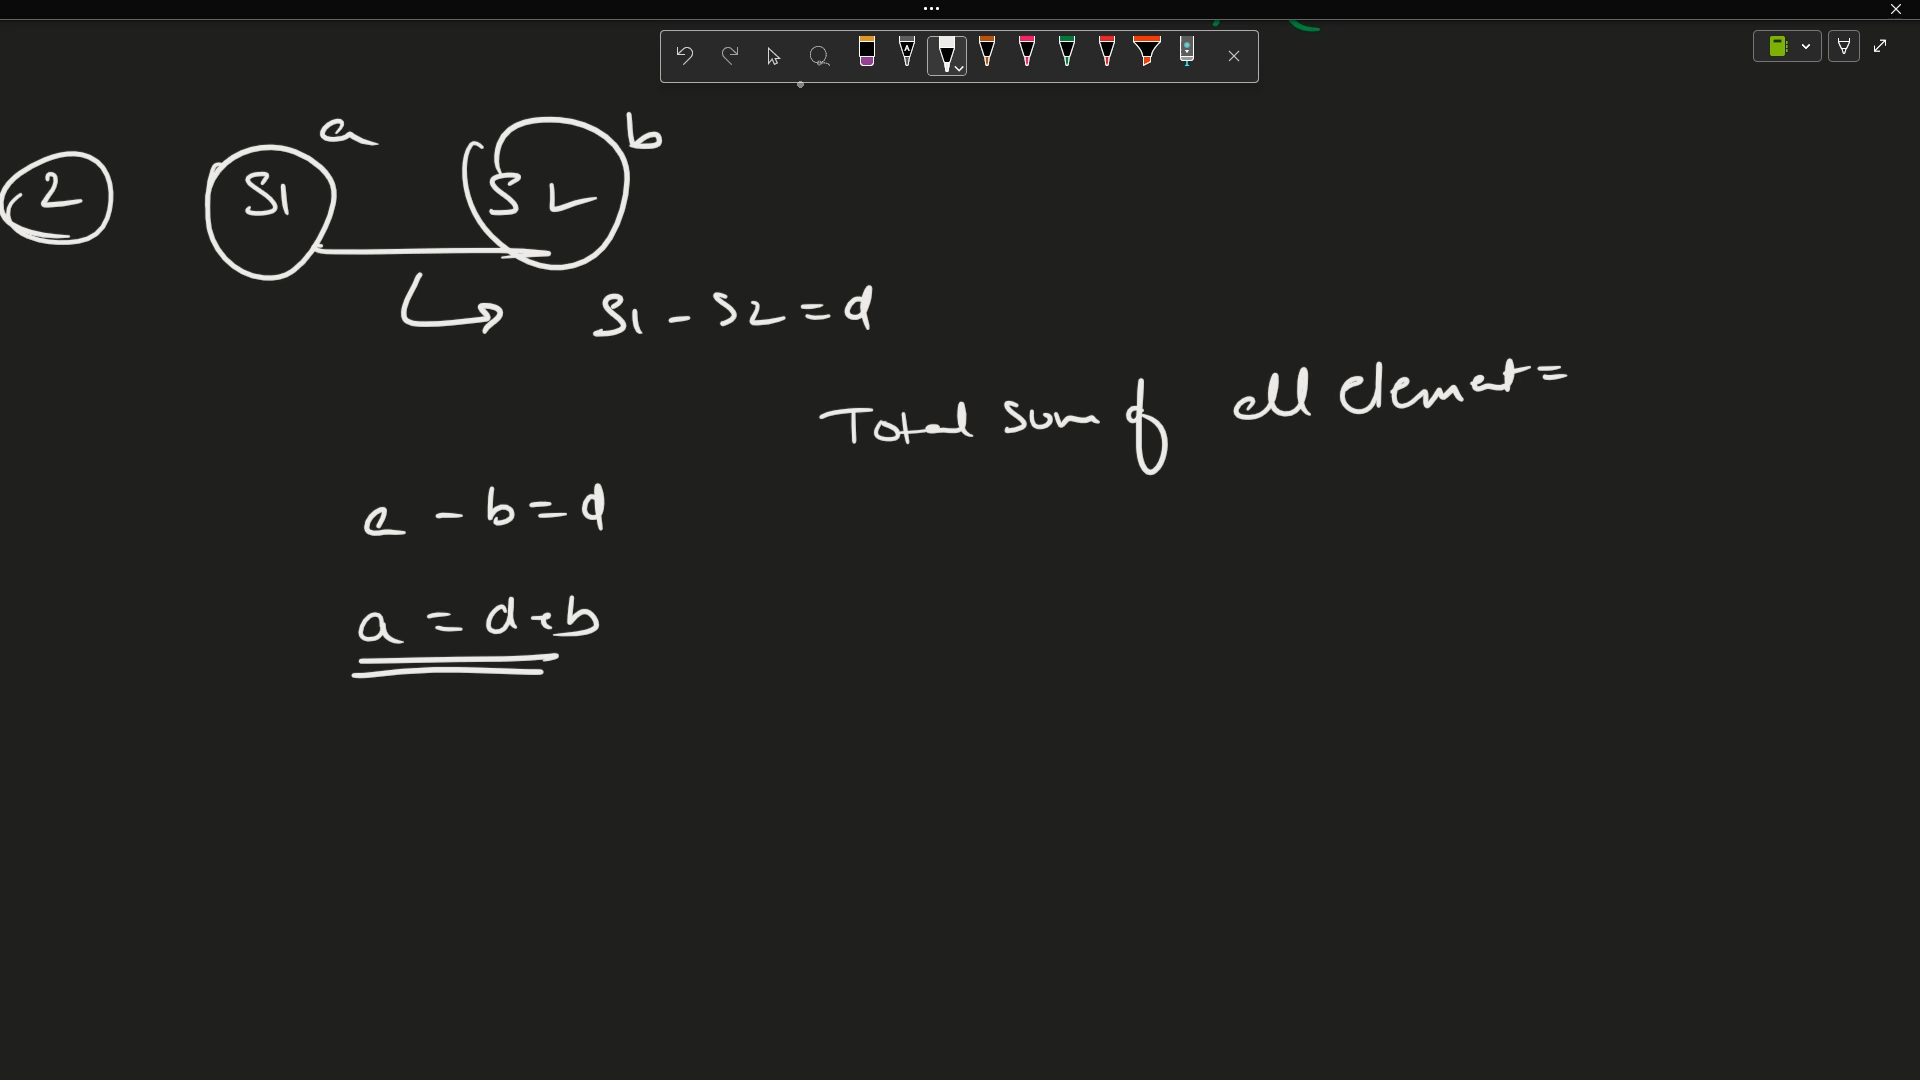 a b
2 S1 S2
S1 - S2 = d
Total sum of all element =
a - b = d
a = d + b